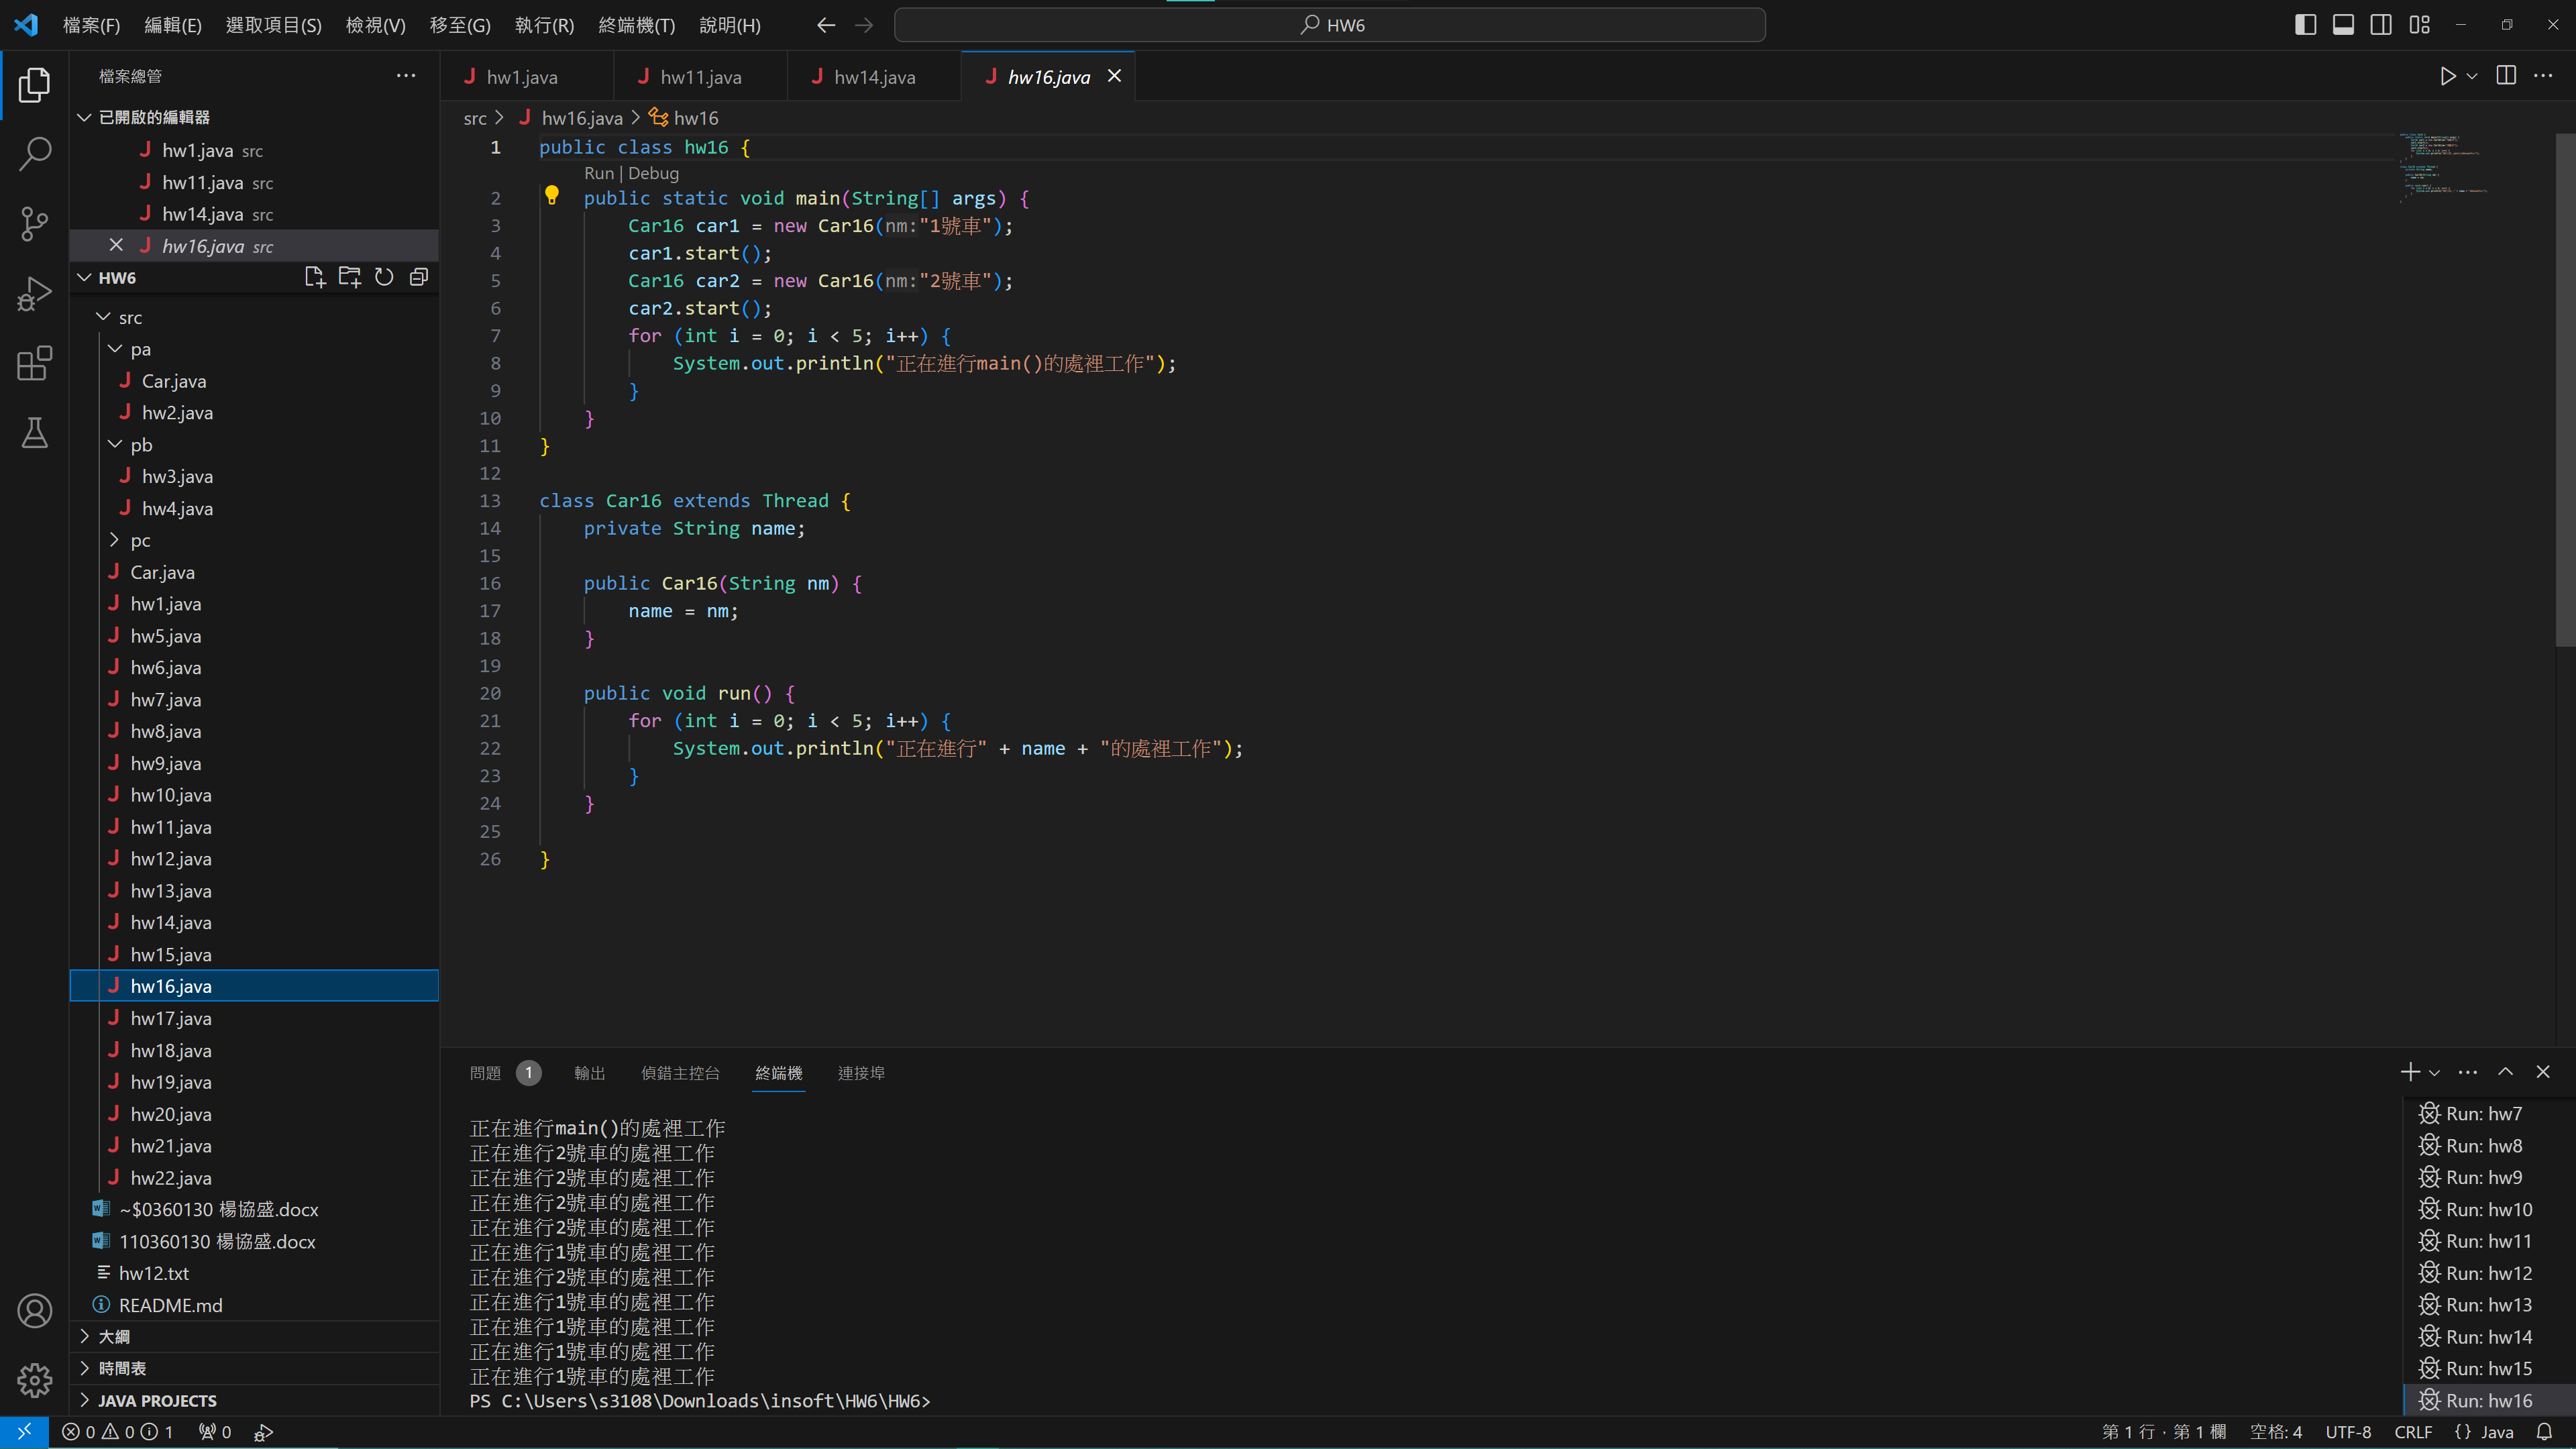 檔案(F) 編輯(E) 選取項目(S) 檢視(V) 移至(G) 執行(R) 終端機(T) 說明(H)
HW6
檔案總管
已開啟的編輯器
hw1.java src
hw11.java src
hw14.java src
hw16.java src
HW6
src
pa
Car.java
hw2.java
pb
hw3.java
hw4.java
pc
Car.java
hw1.java
hw5.java
hw6.java
hw7.java
hw8.java
hw9.java
hw10.java
hw11.java
hw12.java
hw13.java
hw14.java
hw15.java
hw16.java
hw17.java
hw18.java
hw19.java
hw20.java
hw21.java
hw22.java
~$0360130 楊協盛.docx
110360130 楊協盛.docx
hw12.txt
README.md
大綱
時間表
JAVA PROJECTS
hw1.java hw11.java hw14.java hw16.java
src > hw16.java > hw16
1 public class hw16 {
Run | Debug
2     public static void main(String[] args) {
3         Car16 car1 = new Car16(nm:"1號車");
4         car1.start();
5         Car16 car2 = new Car16(nm:"2號車");
6         car2.start();
7         for (int i = 0; i < 5; i++) {
8             System.out.println("正在進行main()的處裡工作");
9         }
10     }
11 }
12
13 class Car16 extends Thread {
14     private String name;
15
16     public Car16(String nm) {
17         name = nm;
18     }
19
20     public void run() {
21         for (int i = 0; i < 5; i++) {
22             System.out.println("正在進行" + name + "的處裡工作");
23         }
24     }
25
26 }
問題 1 輸出 偵錯主控台 終端機 連接埠
正在進行main()的處裡工作
正在進行2號車的處裡工作
正在進行2號車的處裡工作
正在進行2號車的處裡工作
正在進行2號車的處裡工作
正在進行1號車的處裡工作
正在進行2號車的處裡工作
正在進行1號車的處裡工作
正在進行1號車的處裡工作
正在進行1號車的處裡工作
正在進行1號車的處裡工作
PS C:\Users\s3108\Downloads\insoft\HW6\HW6>
Run: hw7
Run: hw8
Run: hw9
Run: hw10
Run: hw11
Run: hw12
Run: hw13
Run: hw14
Run: hw15
Run: hw16
0 0 1 0
第 1 行，第 1 欄 空格: 4 UTF-8 CRLF {} Java